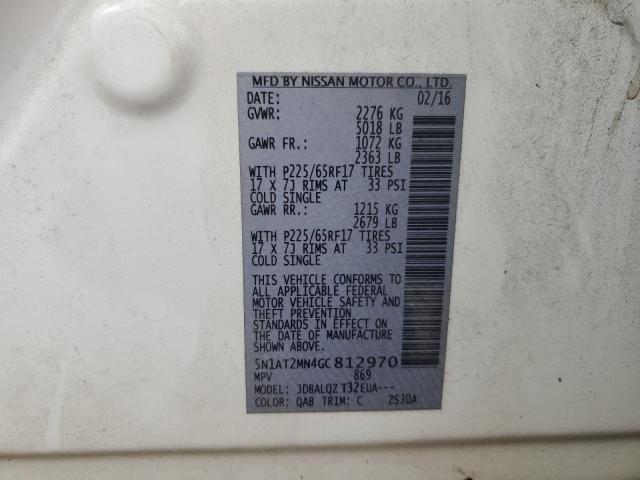 MFD BY NISSAN MOTOR CO., LTD.
DATE: 02/16
GVWR: 2276 KG
5018 LB
GAWR FR.: 1072 KG
2363 LB
WITH P225/65RF17 TIRES
17 X 7J RIMS AT 33 PSI
COLD SINGLE
GAWR RR.: 1215 KG
2679 LB
WITH P225/65RF17 TIRES
17 X 7J RIMS AT 33 PSI
COLD SINGLE
THIS VEHICLE CONFORMS TO
ALL APPLICABLE FEDERAL
MOTOR VEHICLE SAFETY AND
THEFT PREVENTION
STANDARDS IN EFFECT ON
THE DATE OF MANUFACTURE
SHOWN ABOVE.
5N1AT2MN4GC812970
MPV 869
MODEL: JDBALQZ T32EUA---
COLOR: QAB TRIM: C 2S30A